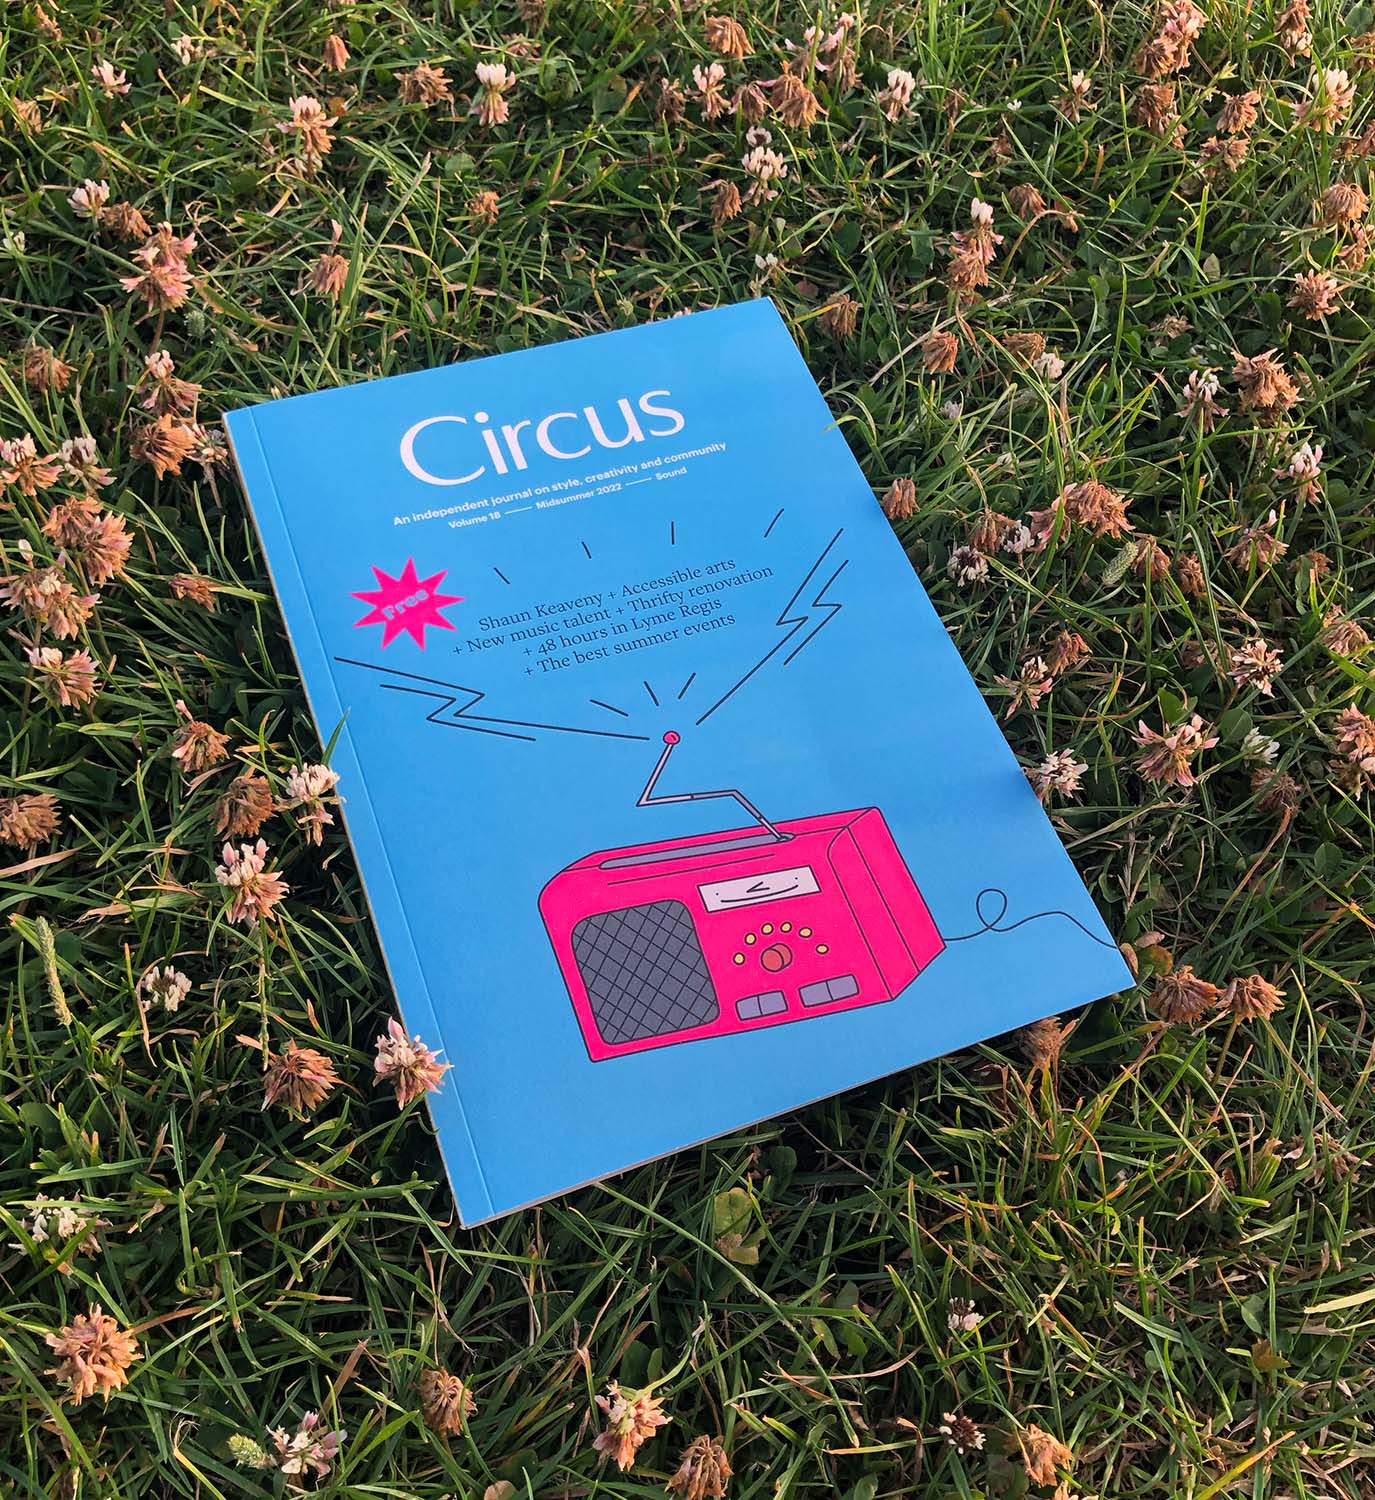 Circus
An independent journal on style, creativity and community
Volume 18 —— Midsummer 2022 —— Sound
Free
Shaun Keaveny + Accessible arts
+ New music talent + Thrifty renovation
+ 48 hours in Lyme Regis
+ The best summer events